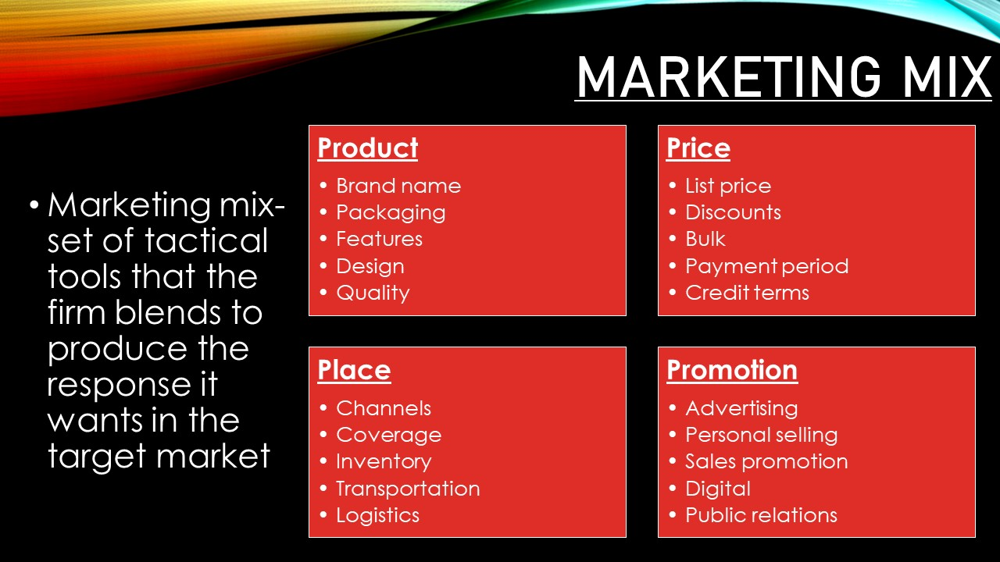 MARKETING MIX
• Marketing mix-
set of tactical
tools that the
firm blends to
produce the
response it
wants in the
target market
Product
• Brand name
• Packaging
• Features
• Design
• Quality
Price
• List price
• Discounts
• Bulk
• Payment period
• Credit terms
Place
• Channels
• Coverage
• Inventory
• Transportation
• Logistics
Promotion
• Advertising
• Personal selling
• Sales promotion
• Digital
• Public relations